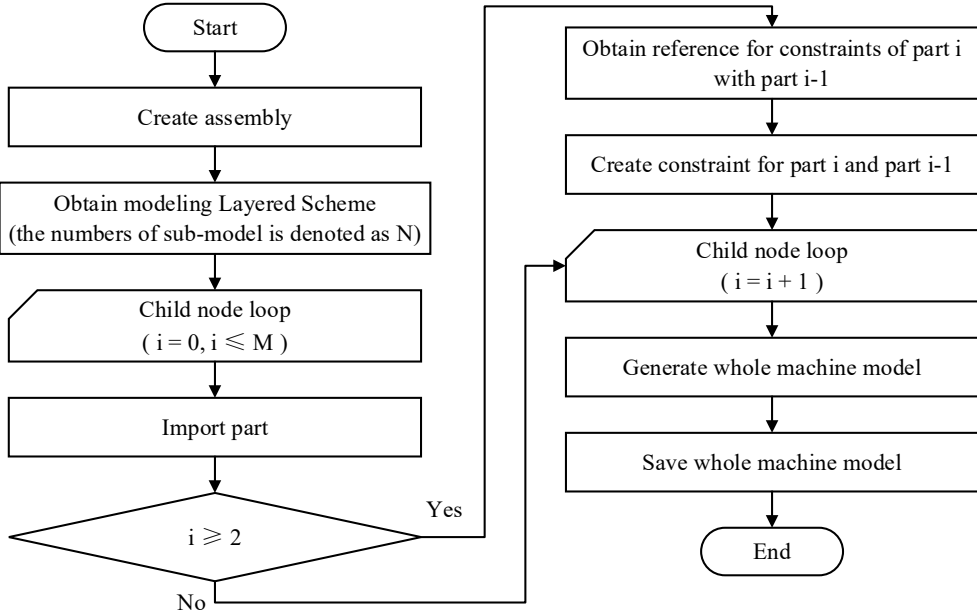 Start
Create assembly
Obtain modeling Layered Scheme
(the numbers of sub-model is denoted as N)
Child node loop
( i = 0, i ⩽ M )
Import part
i ⩾ 2
Yes
No
Obtain reference for constraints of part i
with part i-1
Create constraint for part i and part i-1
Child node loop
( i = i + 1 )
Generate whole machine model
Save whole machine model
End